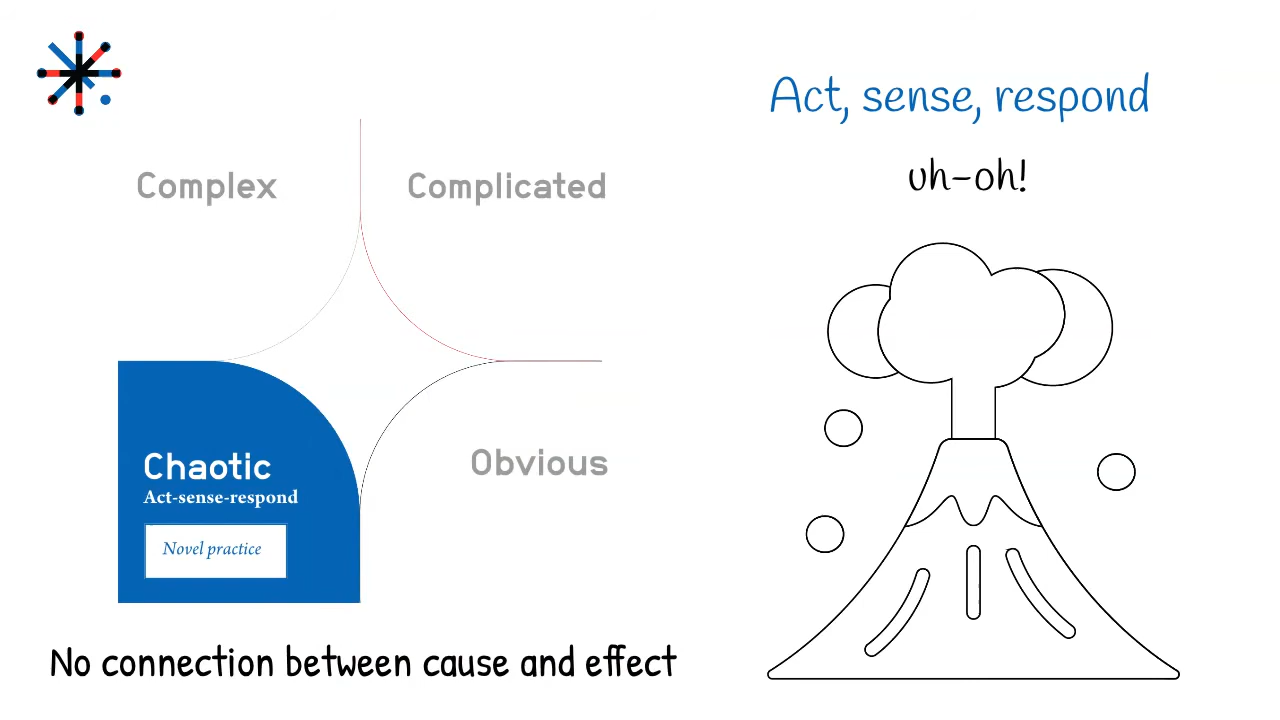 Act, sense, respond
uh-oh!
Complex
Complicated
Chaotic
Act-sense-respond
Novel practice
Obvious
No connection between cause and effect